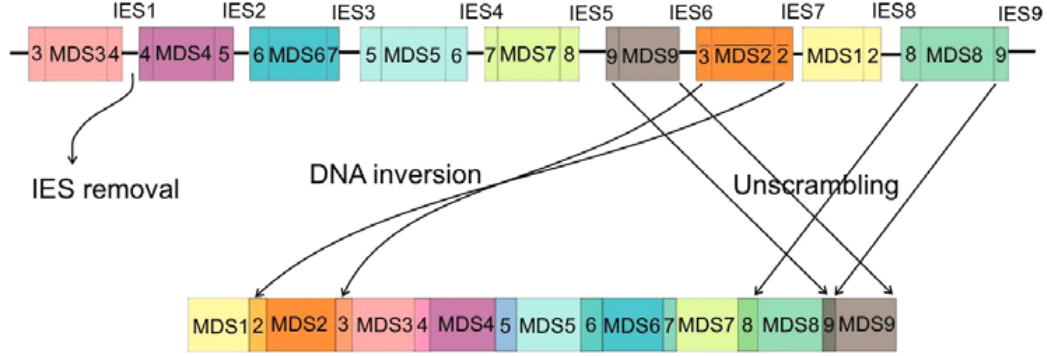 IES1 IES2 IES3 IES4 IES5 IES6 IES7 IES8 IES9
3 MDS3 4 4 MDS4 5 6 MDS6 7 5 MDS5 6 7 MDS7 8 9 MDS9 3̅ M̅D̅S̅2̅ 2̅ MDS1 2 8 MDS8 9
DNA inversion
IES removal
Unscrambling
MDS1 2 MDS2 3 MDS3 4 MDS4 5 MDS5 6 MDS6 7 MDS7 8 MDS8 9 MDS9